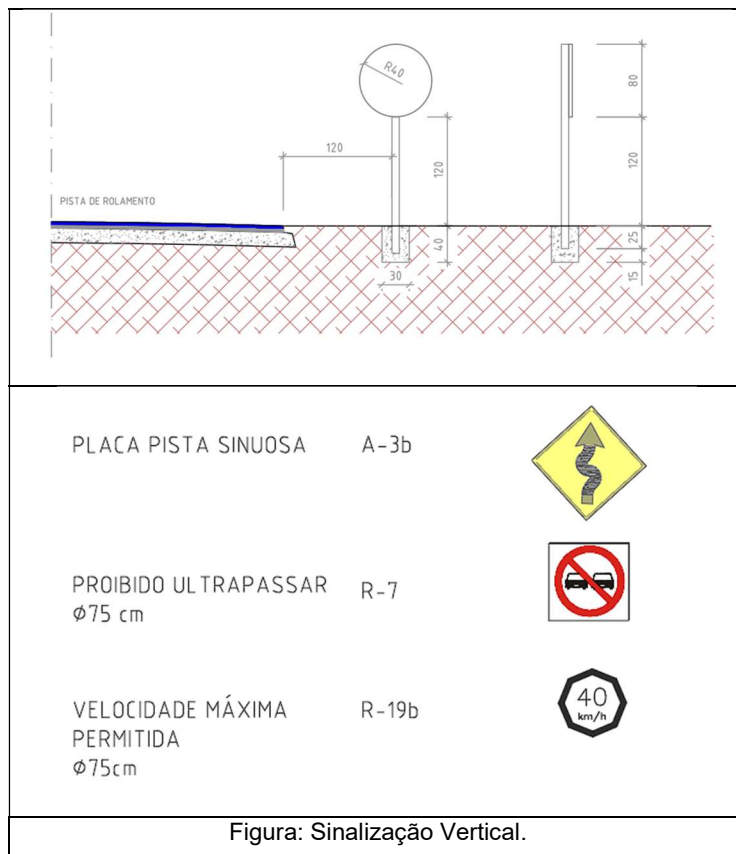 R40
80
120
120
120
PISTA DE ROLAMENTO
40
25
30
15
PLACA PISTA SINUOSA A-3b
PROIBIDO ULTRAPASSAR R-7
Ø75 cm
VELOCIDADE MÁXIMA R-19b
PERMITIDA
Ø75cm
40
km/h
Figura: Sinalização Vertical.